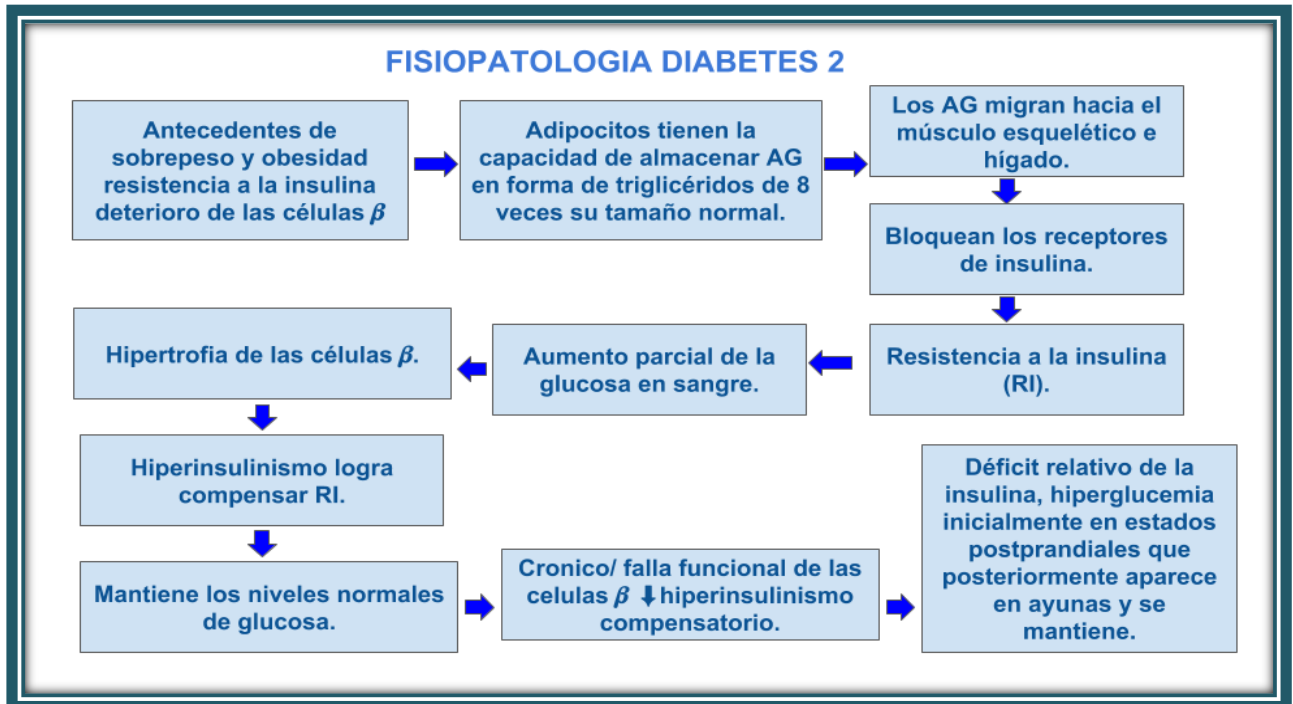 FISIOPATOLOGIA DIABETES 2
Antecedentes de
sobrepeso y obesidad
resistencia a la insulina
deterioro de las células β
Adipocitos tienen la
capacidad de almacenar AG
en forma de triglicéridos de 8
veces su tamaño normal.
Los AG migran hacia el
músculo esquelético e
hígado.
Bloquean los receptores
de insulina.
Resistencia a la insulina
(RI).
Aumento parcial de la
glucosa en sangre.
Hipertrofia de las células β.
Hiperinsulinismo logra
compensar RI.
Mantiene los niveles normales
de glucosa.
Cronico/ falla funcional de las
celulas β ⬇hiperinsulinismo
compensatorio.
Déficit relativo de la
insulina, hiperglucemia
inicialmente en estados
postprandiales que
posteriormente aparece
en ayunas y se
mantiene.